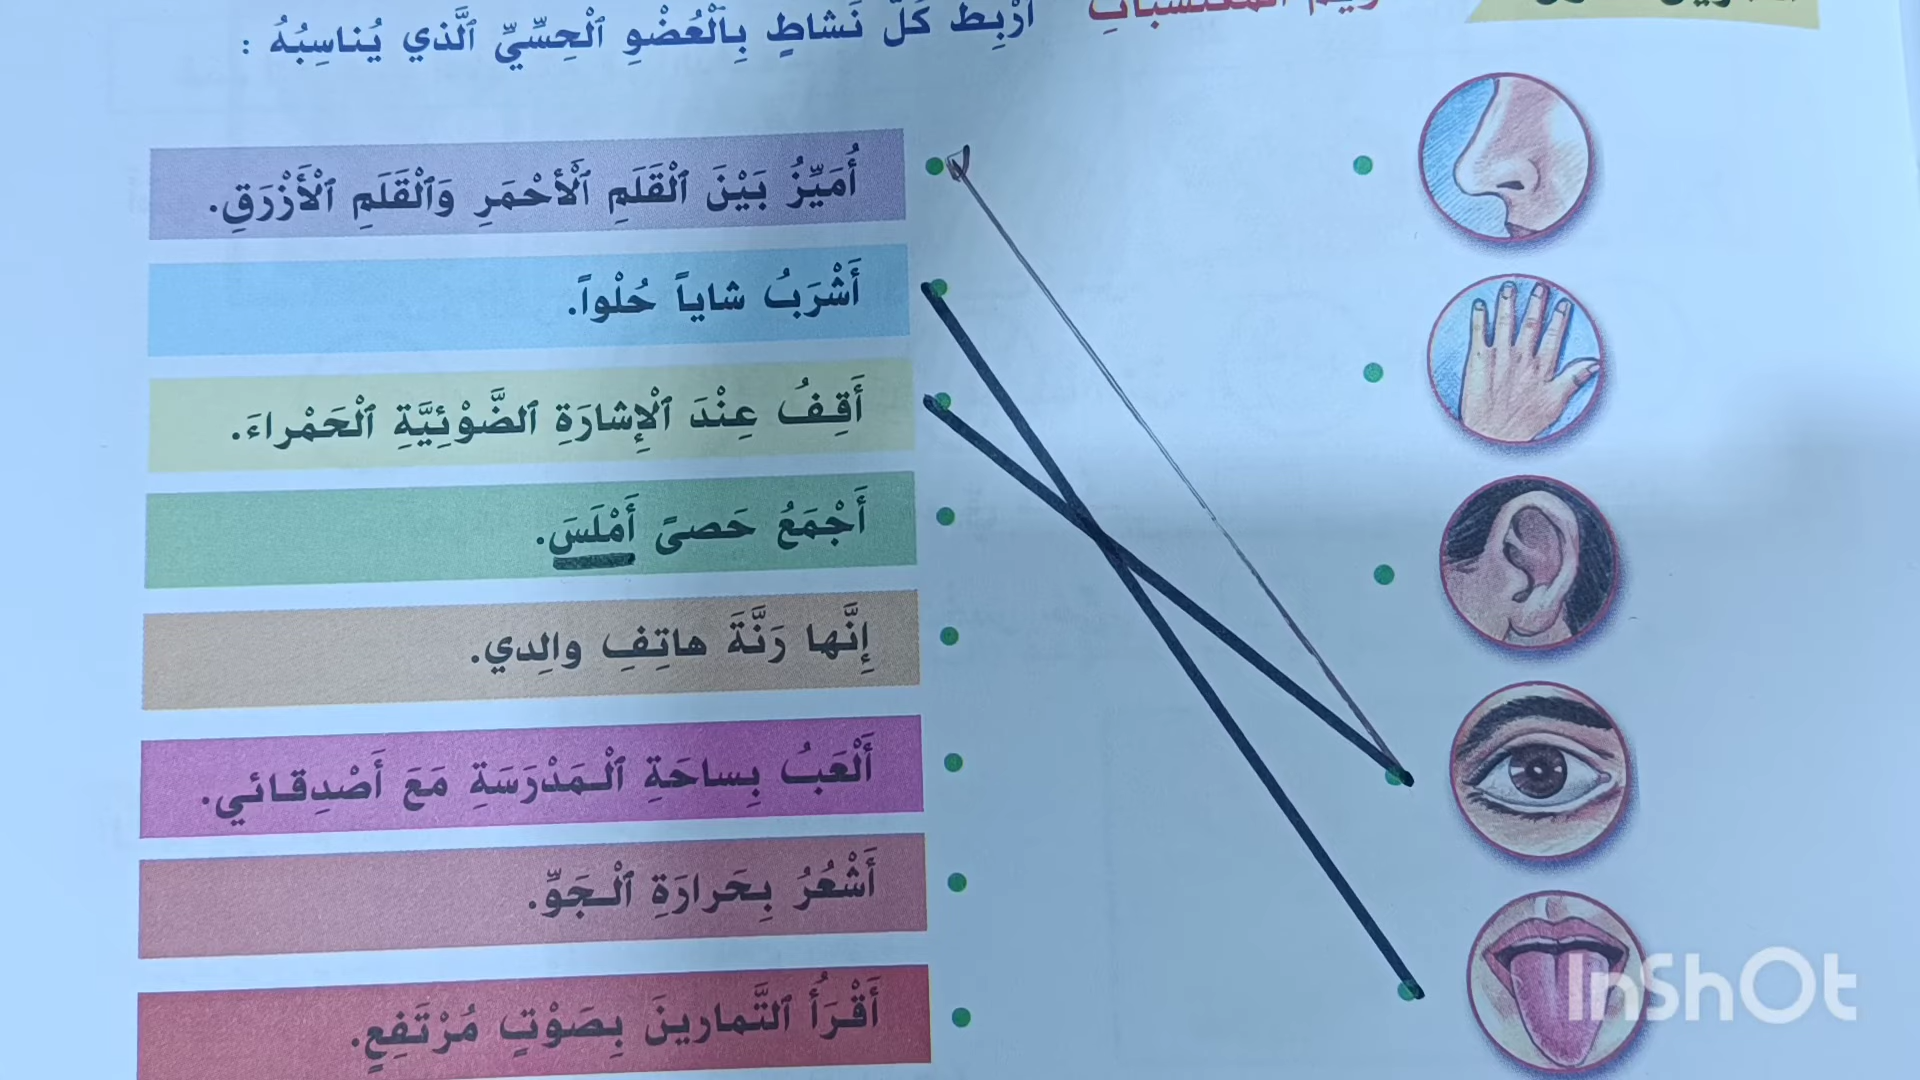 أَرْبِطُ كُلَّ نَشاطٍ بِٱلْعُضْوِ ٱلْحِسِّيِّ ٱلَّذي يُناسِبُهُ :
أُمَيِّزُ بَيْنَ ٱلْقَلَمِ ٱلْأَحْمَرِ وَٱلْقَلَمِ ٱلْأَزْرَقِ.
أَشْرَبُ شاياً حُلْواً.
أَقِفُ عِنْدَ ٱلْإِشارَةِ ٱلضَّوْئِيَّةِ ٱلْحَمْراءَ.
أَجْمَعُ حَصىً أَمْلَسَ.
إِنَّها رَنَّةَ هاتِفِ والِدي.
أَلْعَبُ بِساحَةِ ٱلْمَدْرَسَةِ مَعَ أَصْدِقائي.
أَشْعُرُ بِحَرارَةِ ٱلْجَوِّ.
أَقْرَأُ ٱلتَّمارينَ بِصَوْتٍ مُرْتَفِعٍ.
InShOt